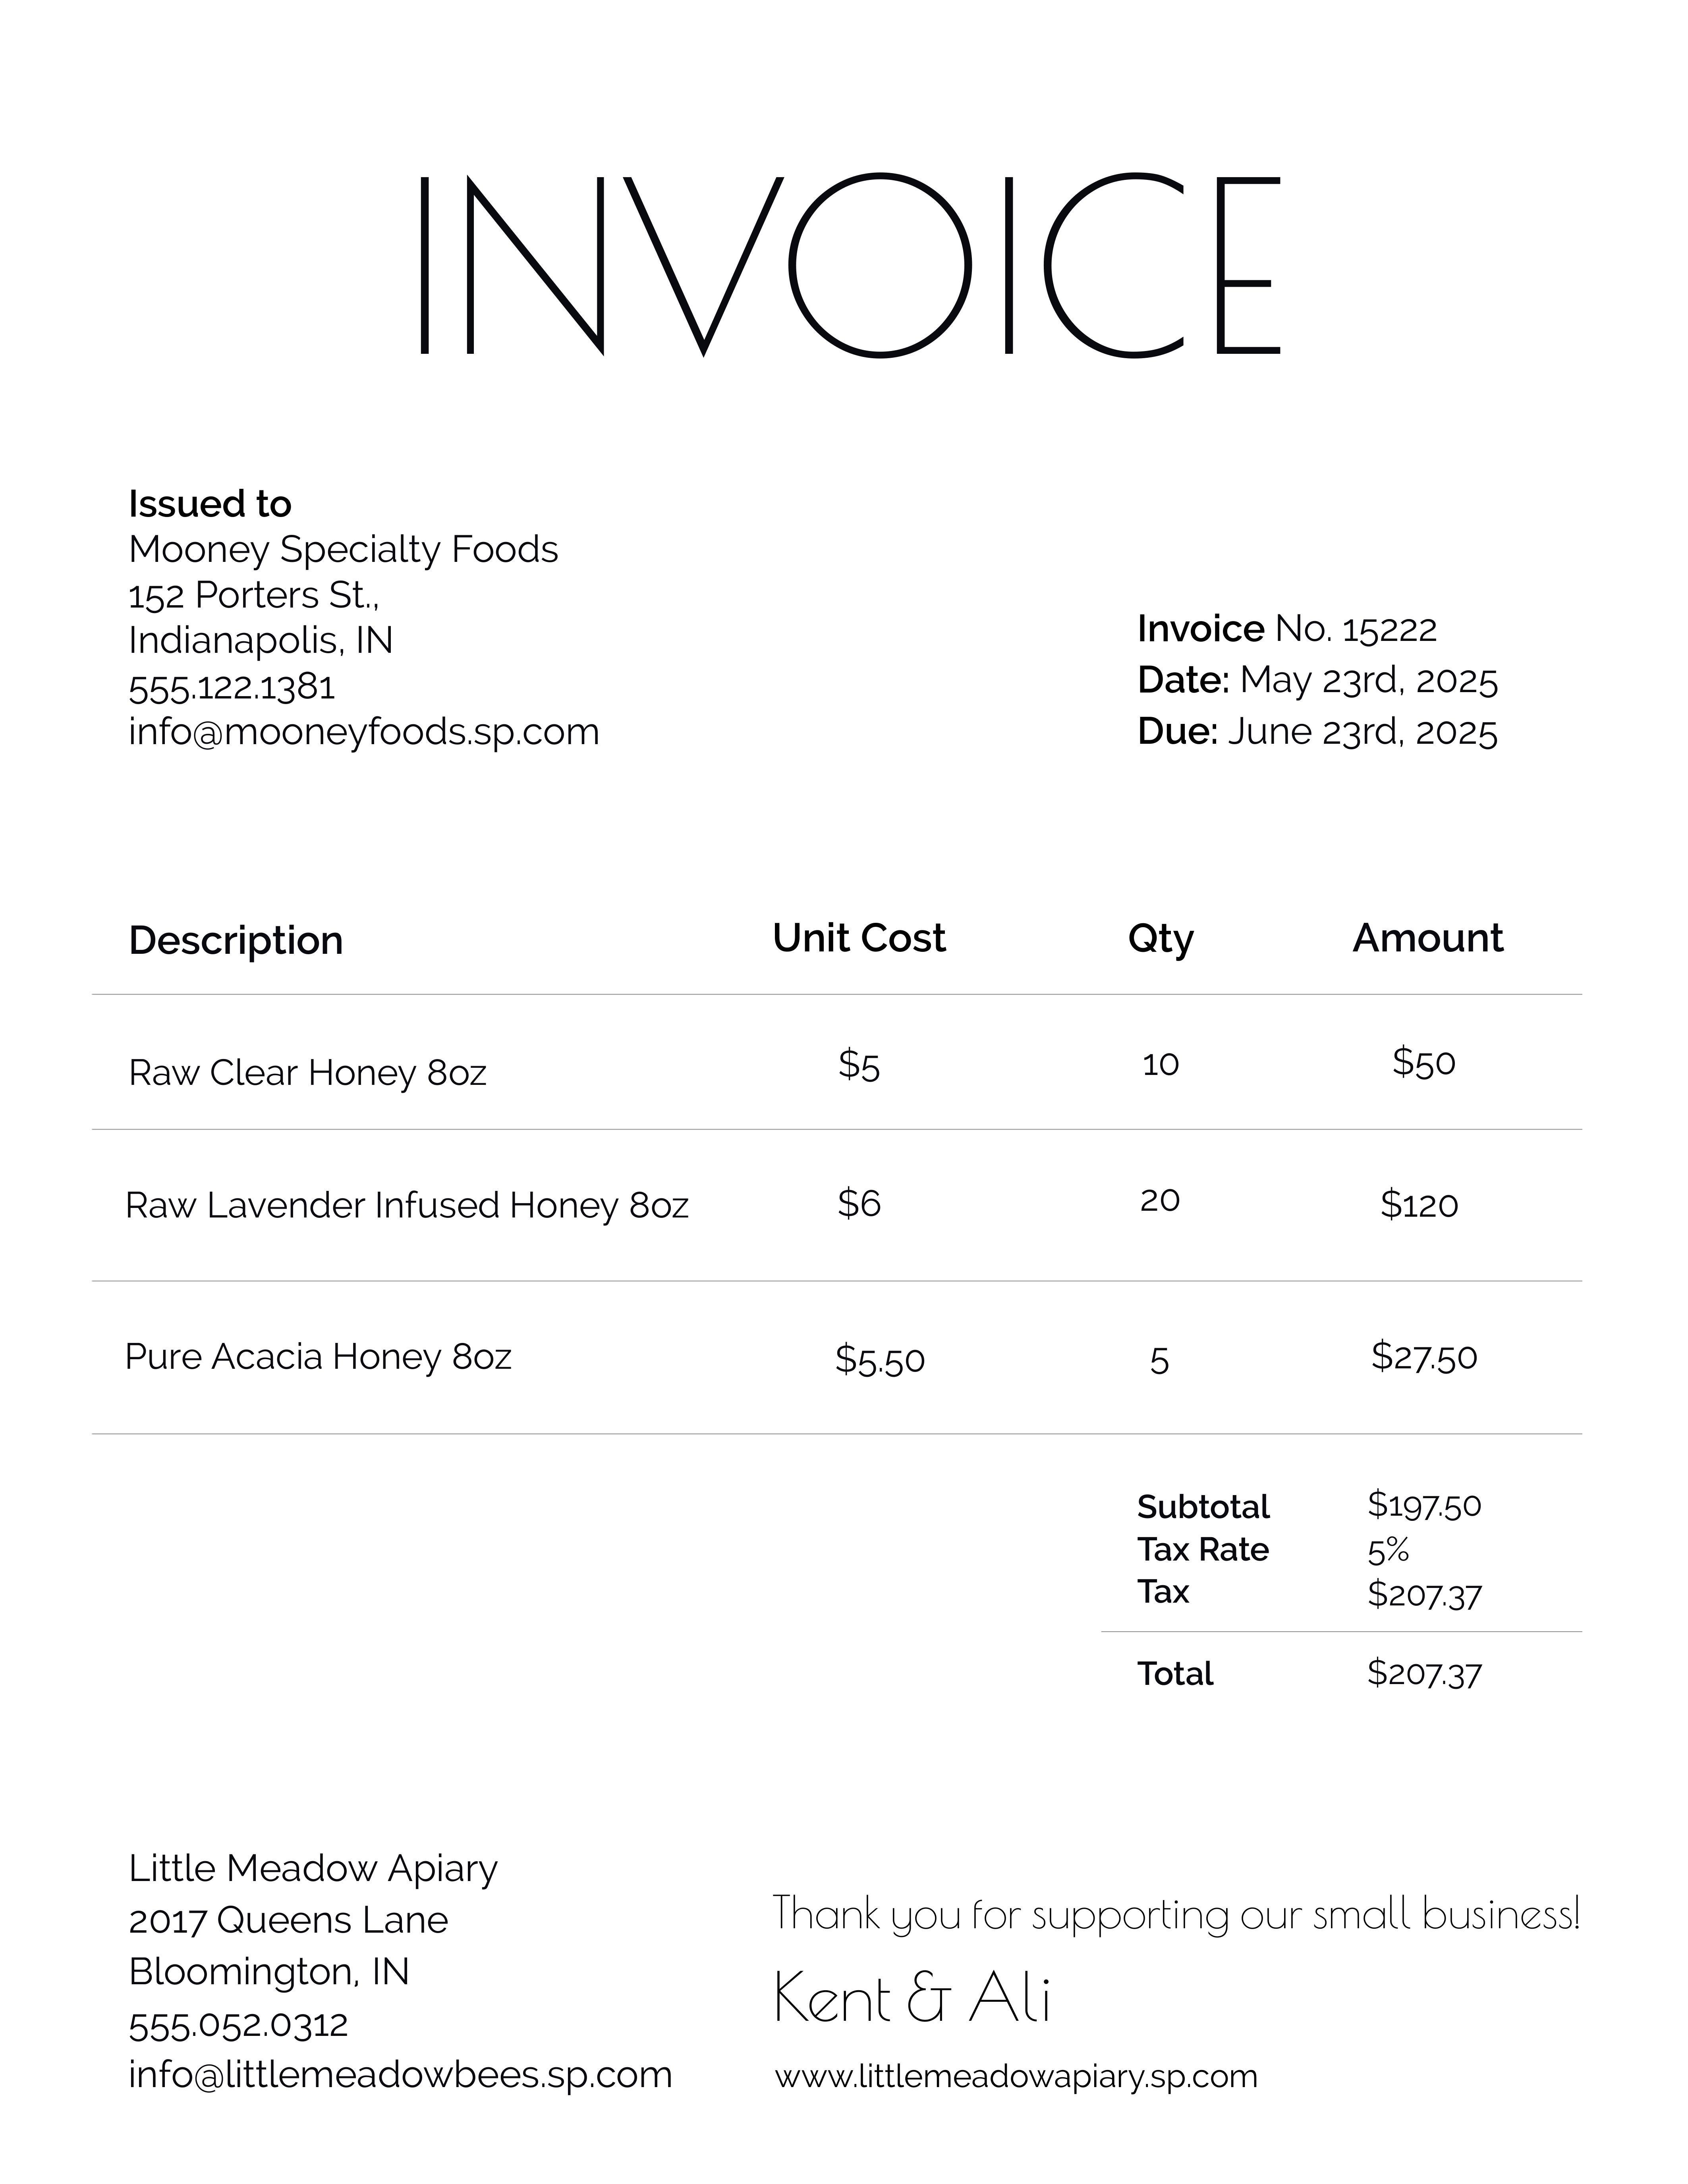 INVOICE
Issued to
Mooney Specialty Foods
152 Porters St.,
Indianapolis, IN
555.122.1381
info@mooneyfoods.sp.com
Invoice No. 15222
Date: May 23rd, 2025
Due: June 23rd, 2025
Description Unit Cost Qty Amount
Raw Clear Honey 8oz $5 10 $50
Raw Lavender Infused Honey 8oz $6 20 $120
Pure Acacia Honey 8oz $5.50 5 $27.50
Subtotal $197.50
Tax Rate 5%
Tax $207.37
Total $207.37
Little Meadow Apiary
2017 Queens Lane
Bloomington, IN
555.052.0312
info@littlemeadowbees.sp.com
Thank you for supporting our small business!
Kent & Ali
www.littlemeadowapiary.sp.com